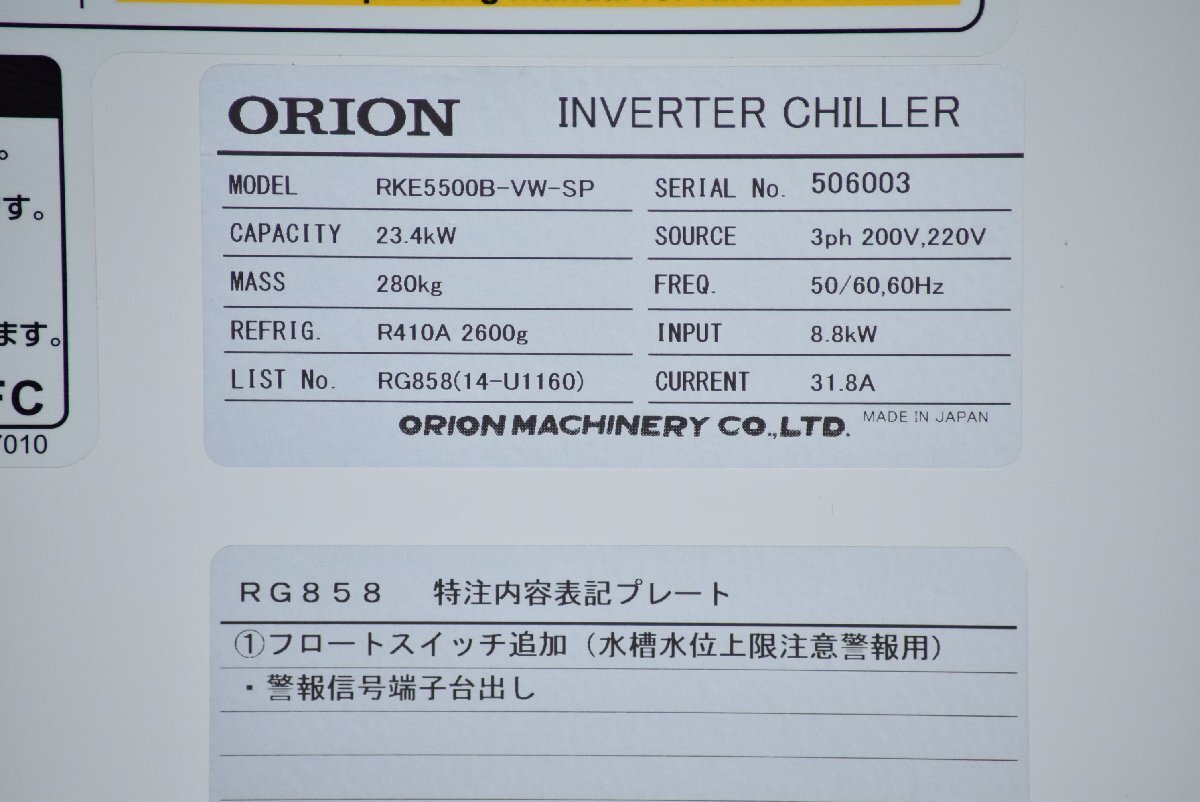 す。
ます。
FC
010
ORION INVERTER CHILLER
MODEL RKE5500B-VW-SP SERIAL No. 506003
CAPACITY 23.4kW SOURCE 3ph 200V,220V
MASS 280kg FREQ. 50/60,60Hz
REFRIG. R410A 2600g INPUT 8.8kW
LIST No. RG858(14-U1160) CURRENT 31.8A
ORION MACHINERY CO.,LTD. MADE IN JAPAN
RG858 特注内容表記プレート
①フロートスイッチ追加（水槽水位上限注意警報用）
・警報信号端子台出し